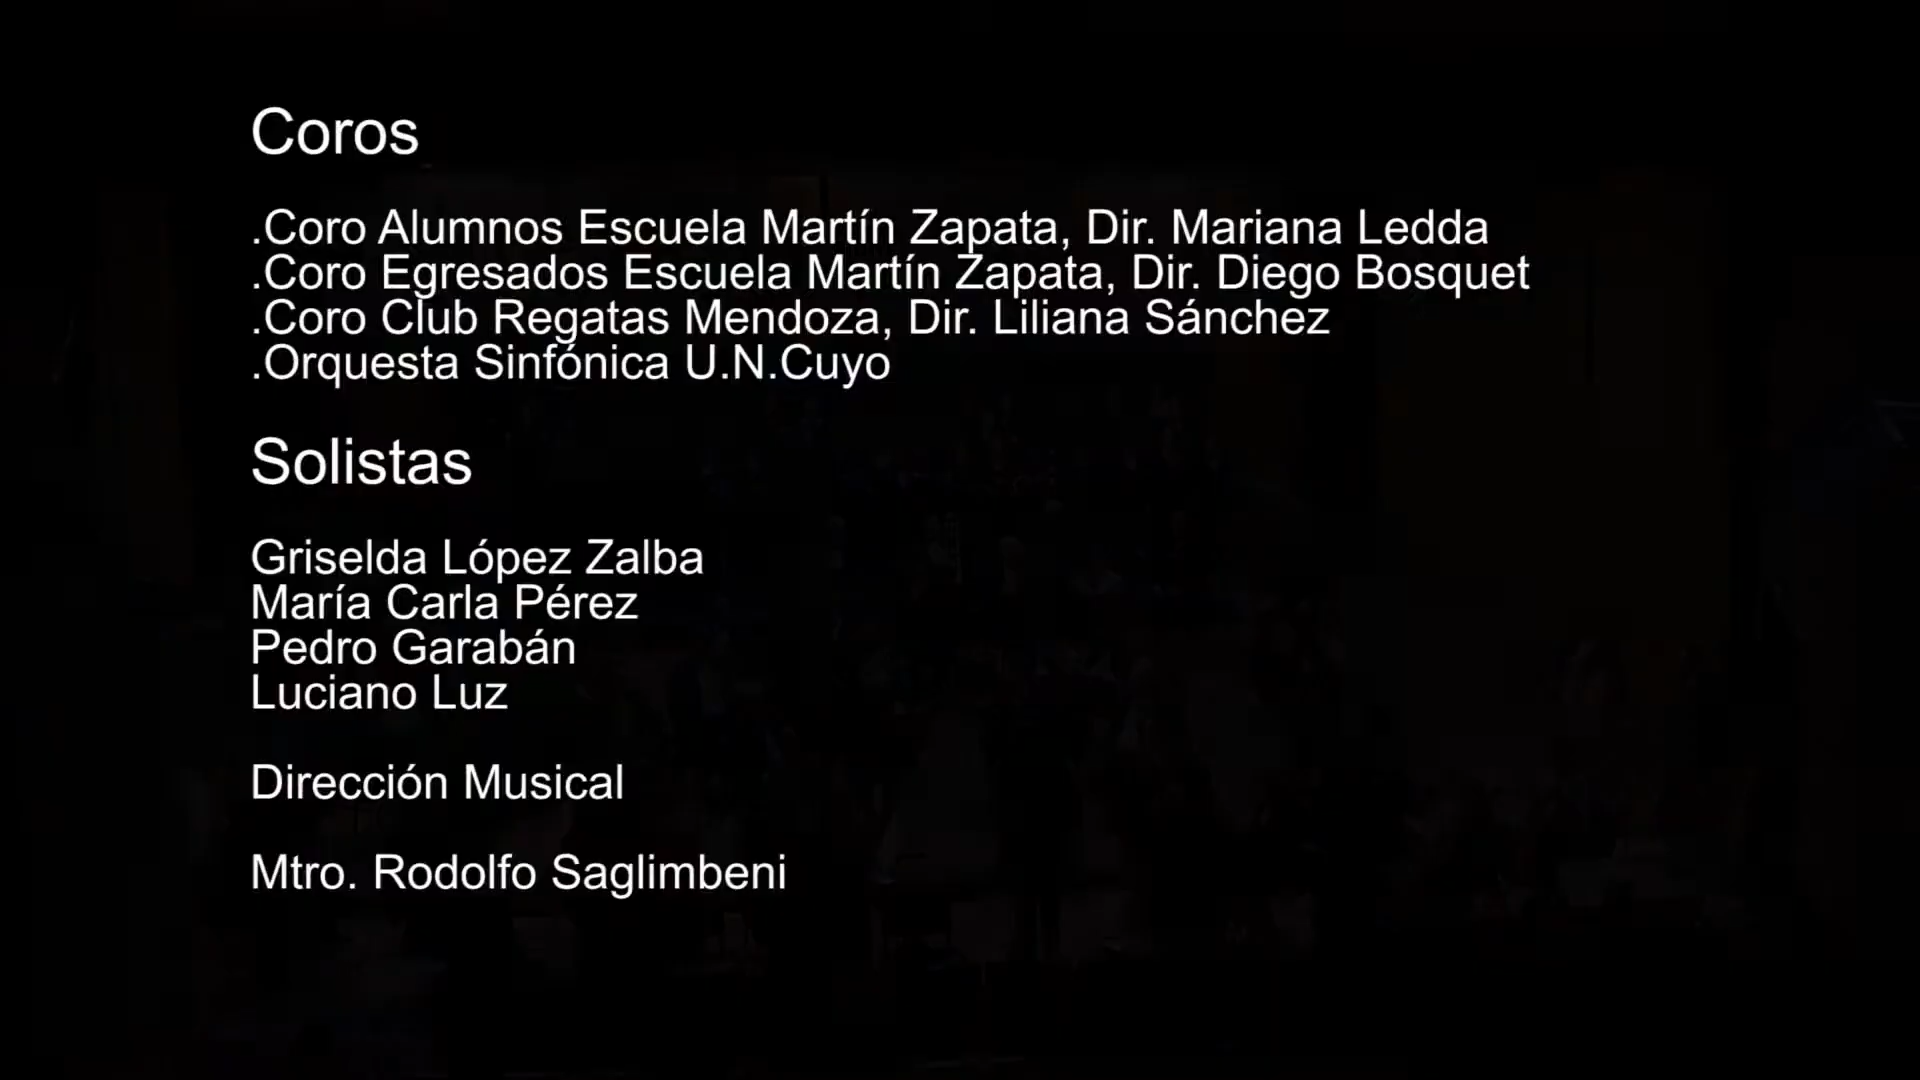 Coros
.Coro Alumnos Escuela Martín Zapata, Dir. Mariana Ledda
.Coro Egresados Escuela Martín Zapata, Dir. Diego Bosquet
.Coro Club Regatas Mendoza, Dir. Liliana Sánchez
.Orquesta Sinfónica U.N.Cuyo
Solistas
Griselda López Zalba
María Carla Pérez
Pedro Garabán
Luciano Luz
Dirección Musical
Mtro. Rodolfo Saglimbeni